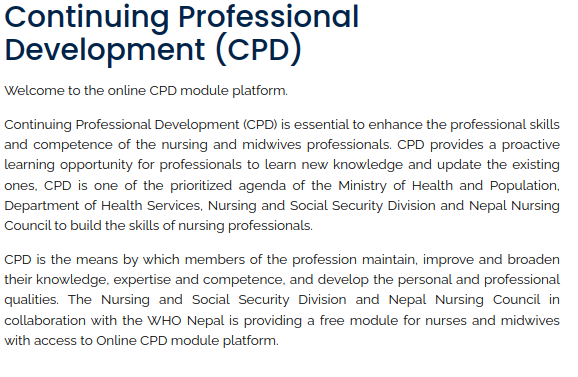 Continuing Professional
Development (CPD)
Welcome to the online CPD module platform.
Continuing Professional Development (CPD) is essential to enhance the professional skills
and competence of the nursing and midwives professionals. CPD provides a proactive
learning opportunity for professionals to learn new knowledge and update the existing
ones, CPD is one of the prioritized agenda of the Ministry of Health and Population,
Department of Health Services, Nursing and Social Security Division and Nepal Nursing
Council to build the skills of nursing professionals.
CPD is the means by which members of the profession maintain, improve and broaden
their knowledge, expertise and competence, and develop the personal and professional
qualities. The Nursing and Social Security Division and Nepal Nursing Council in
collaboration with the WHO Nepal is providing a free module for nurses and midwives
with access to Online CPD module platform.